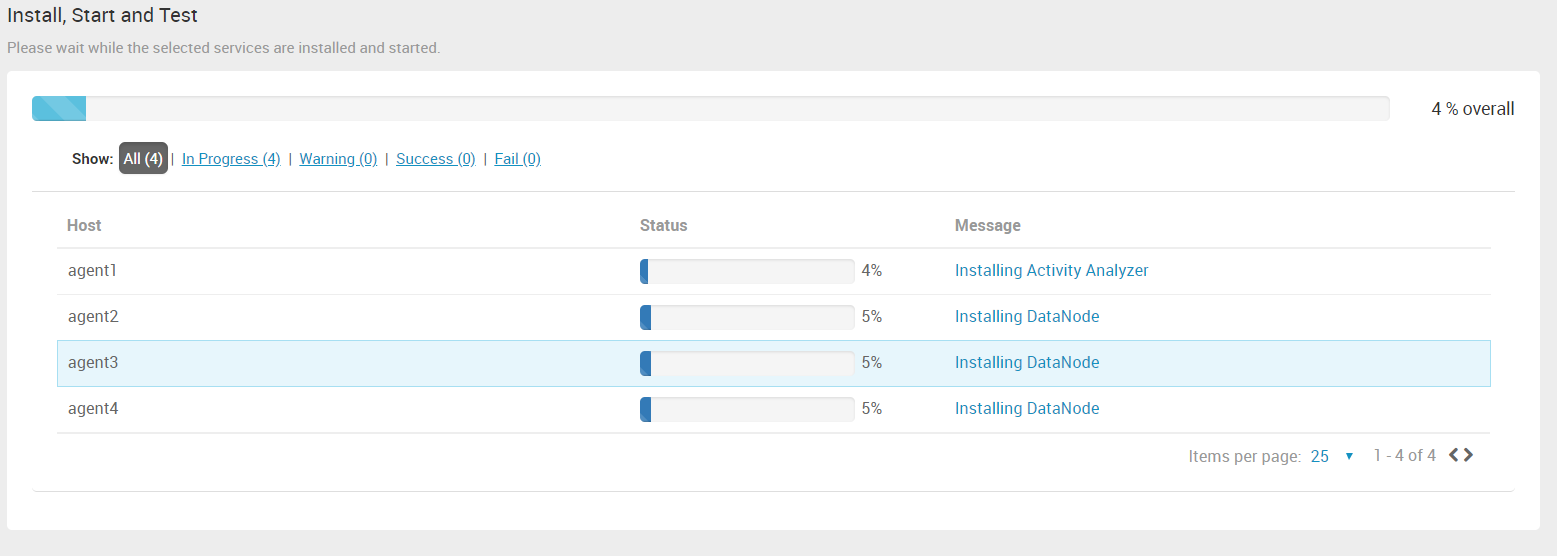 Install, Start and Test
Please wait while the selected services are installed and started.
4 % overall
Show: All (4) | In Progress (4) | Warning (0) | Success (0) | Fail (0)
Host Status Message
agent1 4% Installing Activity Analyzer
agent2 5% Installing DataNode
agent3 5% Installing DataNode
agent4 5% Installing DataNode
Items per page: 25 1 - 4 of 4